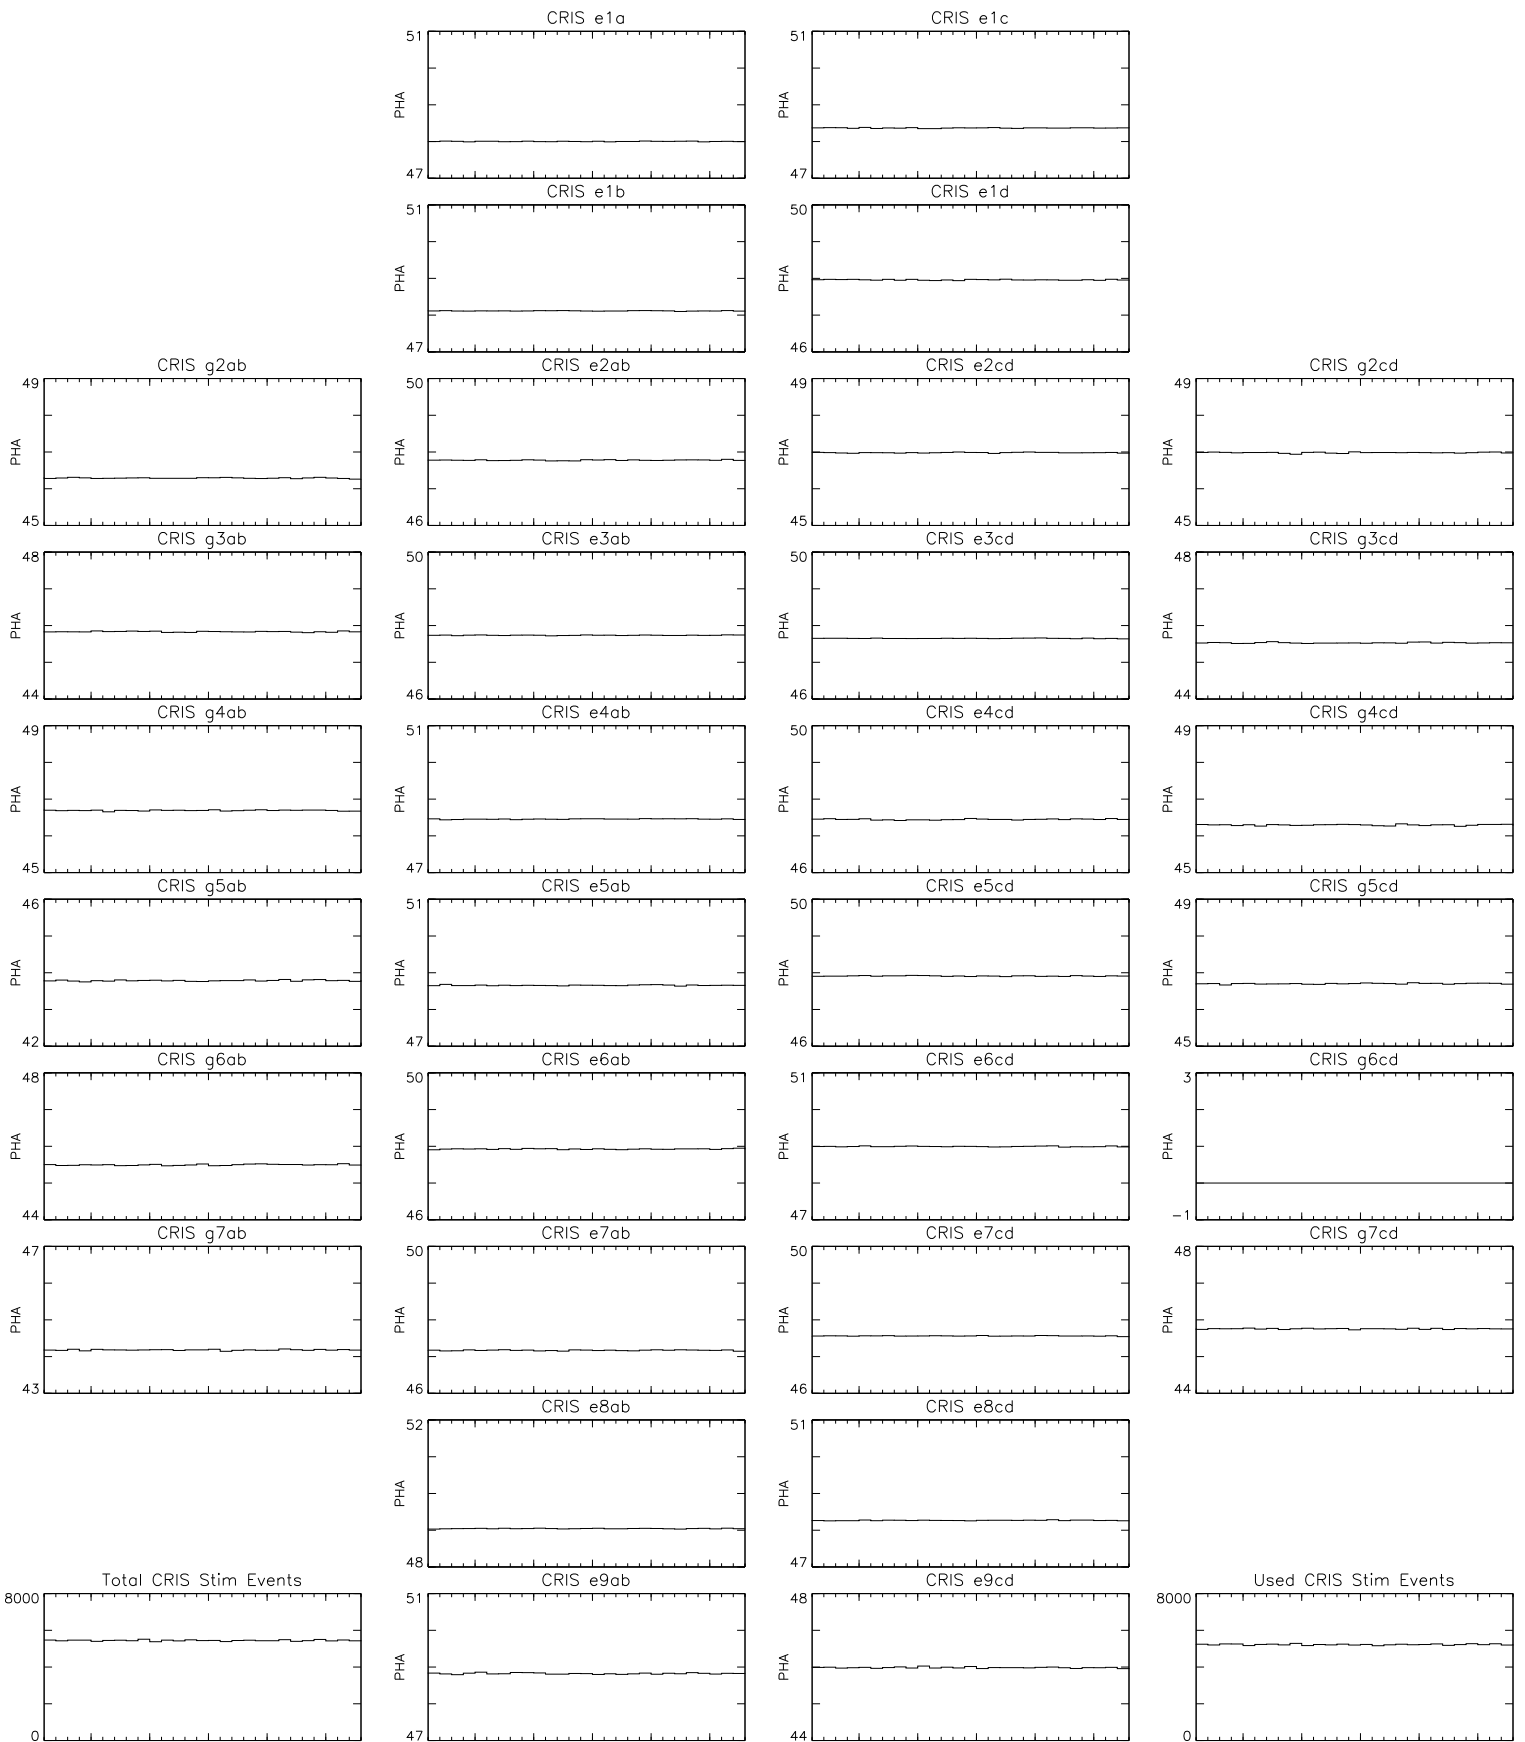 CRIS e1a CRIS e1c
51 51
PHA PHA
47 47
CRIS e1b CRIS e1d
51 50
PHA PHA
47 46
CRIS g2ab CRIS e2ab CRIS e2cd CRIS g2cd
49 50 49 49
PHA PHA PHA PHA
45 46 45 45
CRIS g3ab CRIS e3ab CRIS e3cd CRIS g3cd
48 50 50 48
PHA PHA PHA PHA
44 46 46 44
CRIS g4ab CRIS e4ab CRIS e4cd CRIS g4cd
49 51 50 49
PHA PHA PHA PHA
45 47 46 45
CRIS g5ab CRIS e5ab CRIS e5cd CRIS g5cd
46 51 50 49
PHA PHA PHA PHA
42 47 46 45
CRIS g6ab CRIS e6ab CRIS e6cd CRIS g6cd
48 50 51 3
PHA PHA PHA PHA
44 46 47 -1
CRIS g7ab CRIS e7ab CRIS e7cd CRIS g7cd
47 50 50 48
PHA PHA PHA PHA
43 46 46 44
CRIS e8ab CRIS e8cd
52 51
PHA PHA
48 47
Total CRIS Stim Events CRIS e9ab CRIS e9cd Used CRIS Stim Events
8000 51 48 8000
PHA PHA
0 47 44 0